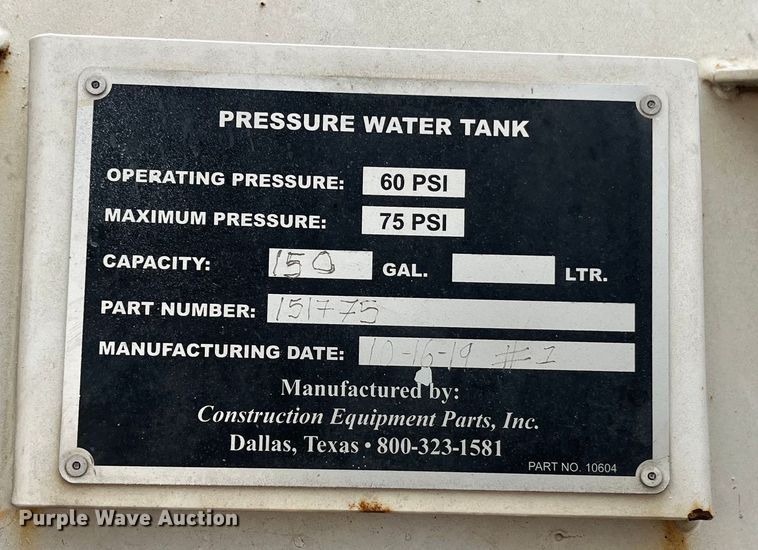 PRESSURE WATER TANK
OPERATING PRESSURE: 60 PSI
MAXIMUM PRESSURE: 75 PSI
CAPACITY: 150 GAL. LTR.
PART NUMBER: 151775
MANUFACTURING DATE: 10-16-19 #1
Manufactured by:
Construction Equipment Parts, Inc.
Dallas, Texas • 800-323-1581
PART NO. 10604
Purple Wave Auction